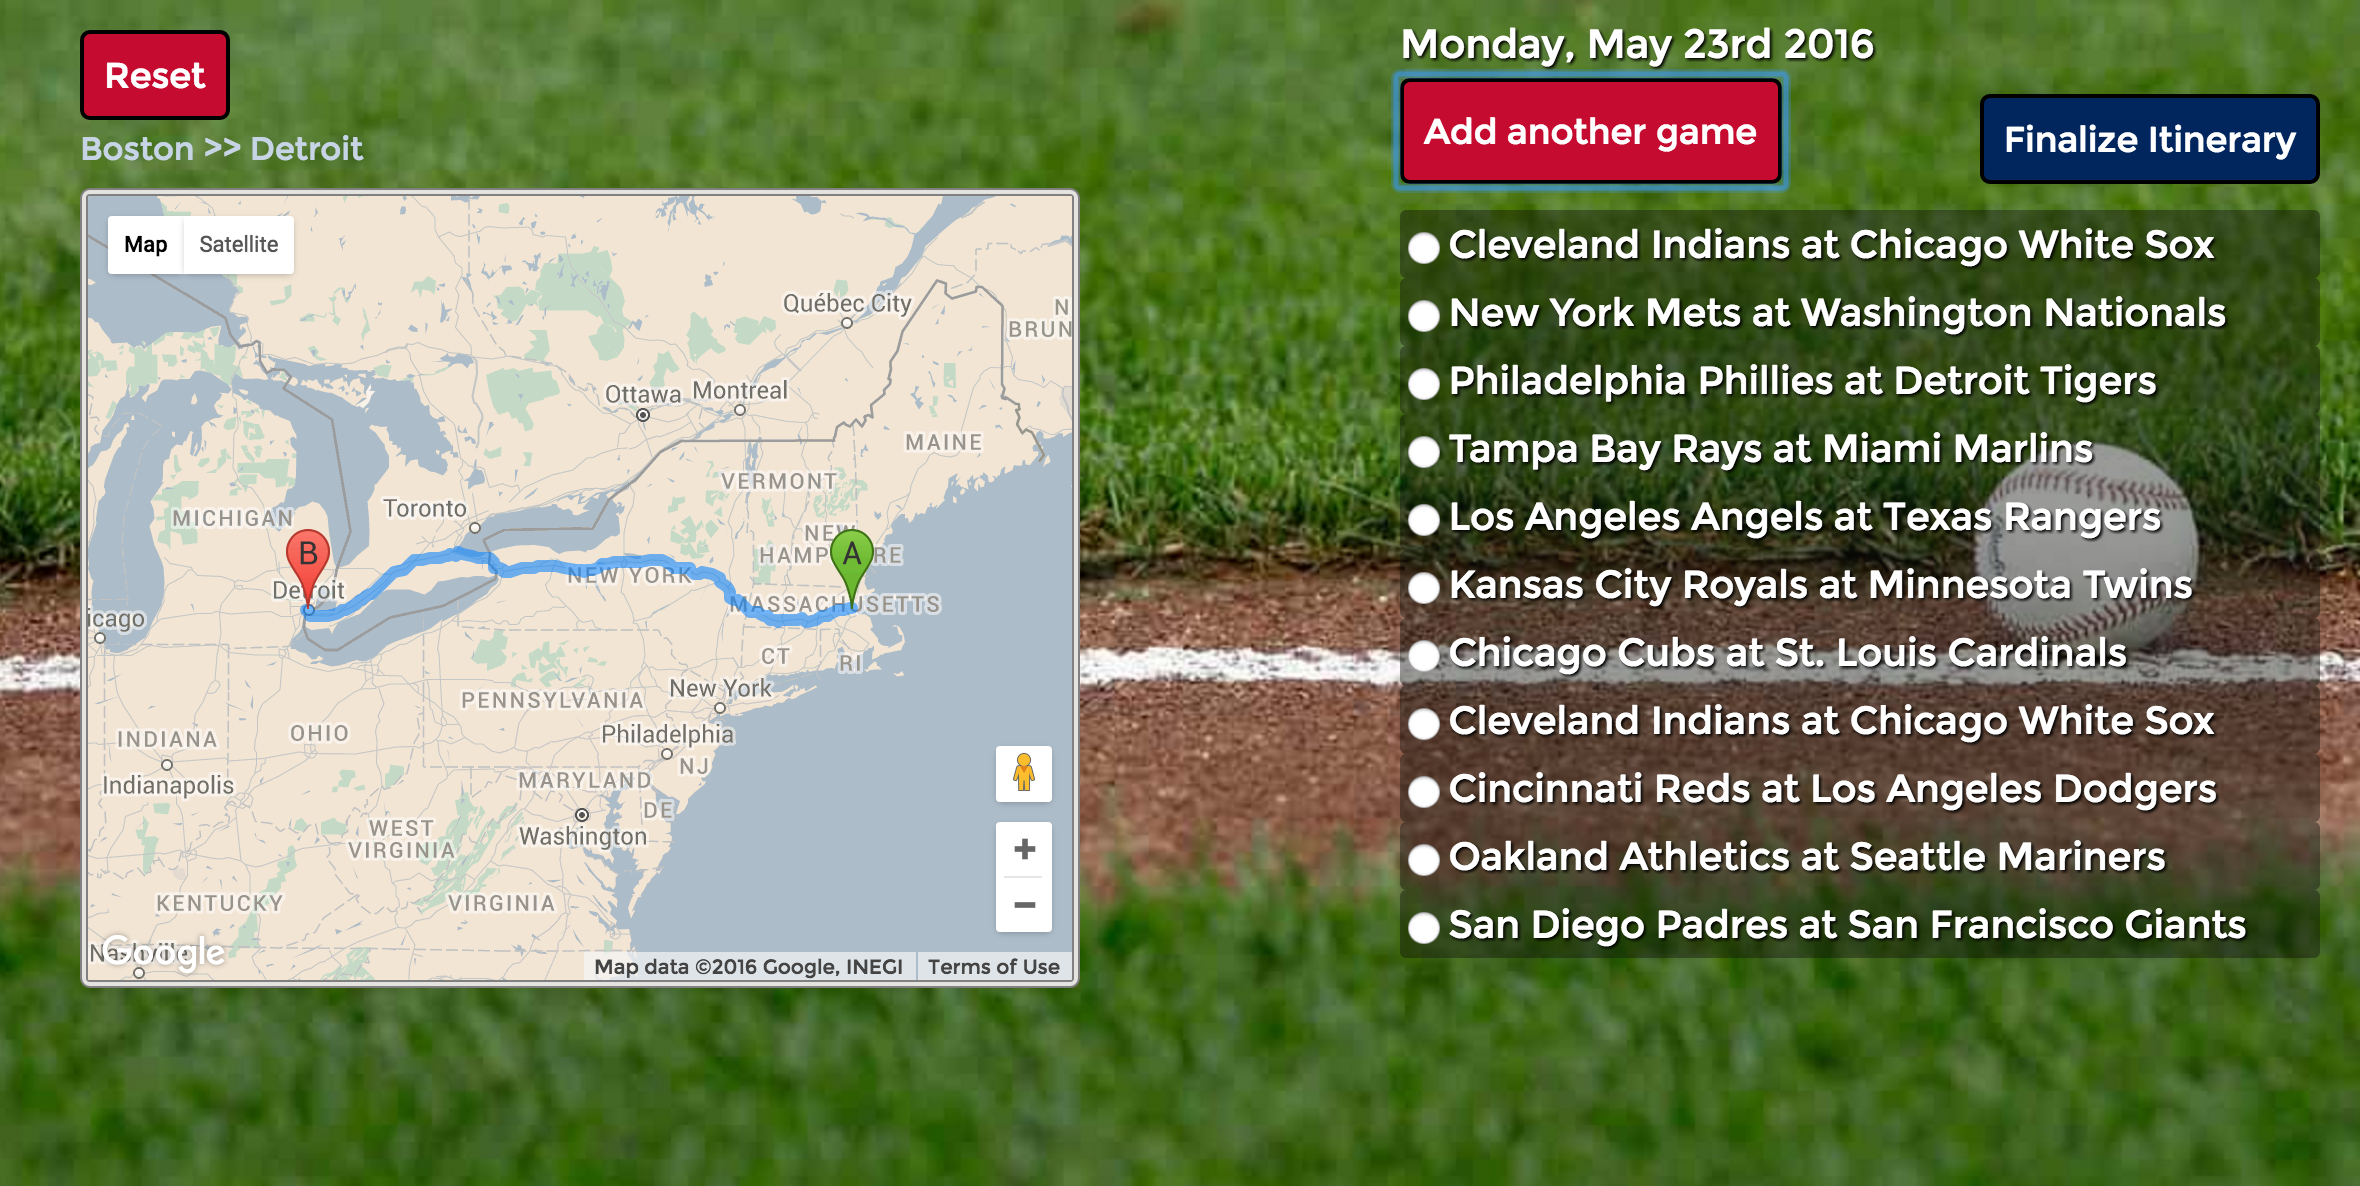 Reset
Boston >> Detroit
Map Satellite
Québec City
N
BRUN
Ottawa Montreal
MAINE
VERMONT
Toronto
MICHIGAN
NEW
HAMPSHIRE
B
A
Detroit
NEW YORK
MASSACHUSETTS
icago
CT
RI
PENNSYLVANIA
New York
OHIO
INDIANA
Philadelphia
NJ
Indianapolis
MARYLAND
DE
WEST
VIRGINIA
Washington
KENTUCKY
VIRGINIA
Nashville
Google
+
−
Map data ©2016 Google, INEGI Terms of Use
Monday, May 23rd 2016
Add another game
Finalize Itinerary
Cleveland Indians at Chicago White Sox
New York Mets at Washington Nationals
Philadelphia Phillies at Detroit Tigers
Tampa Bay Rays at Miami Marlins
Los Angeles Angels at Texas Rangers
Kansas City Royals at Minnesota Twins
Chicago Cubs at St. Louis Cardinals
Cleveland Indians at Chicago White Sox
Cincinnati Reds at Los Angeles Dodgers
Oakland Athletics at Seattle Mariners
San Diego Padres at San Francisco Giants